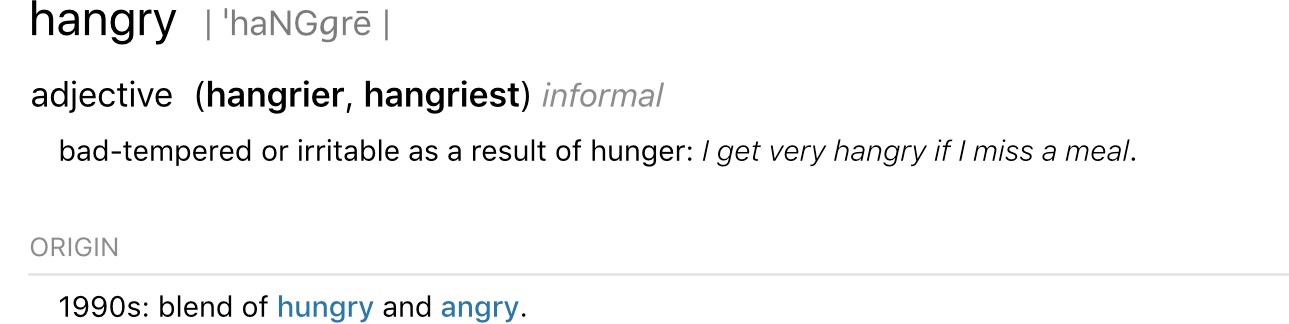 hangry | ˈhaNGɡrē |
adjective (hangrier, hangriest) informal
bad-tempered or irritable as a result of hunger: I get very hangry if I miss a meal.
ORIGIN
1990s: blend of hungry and angry.